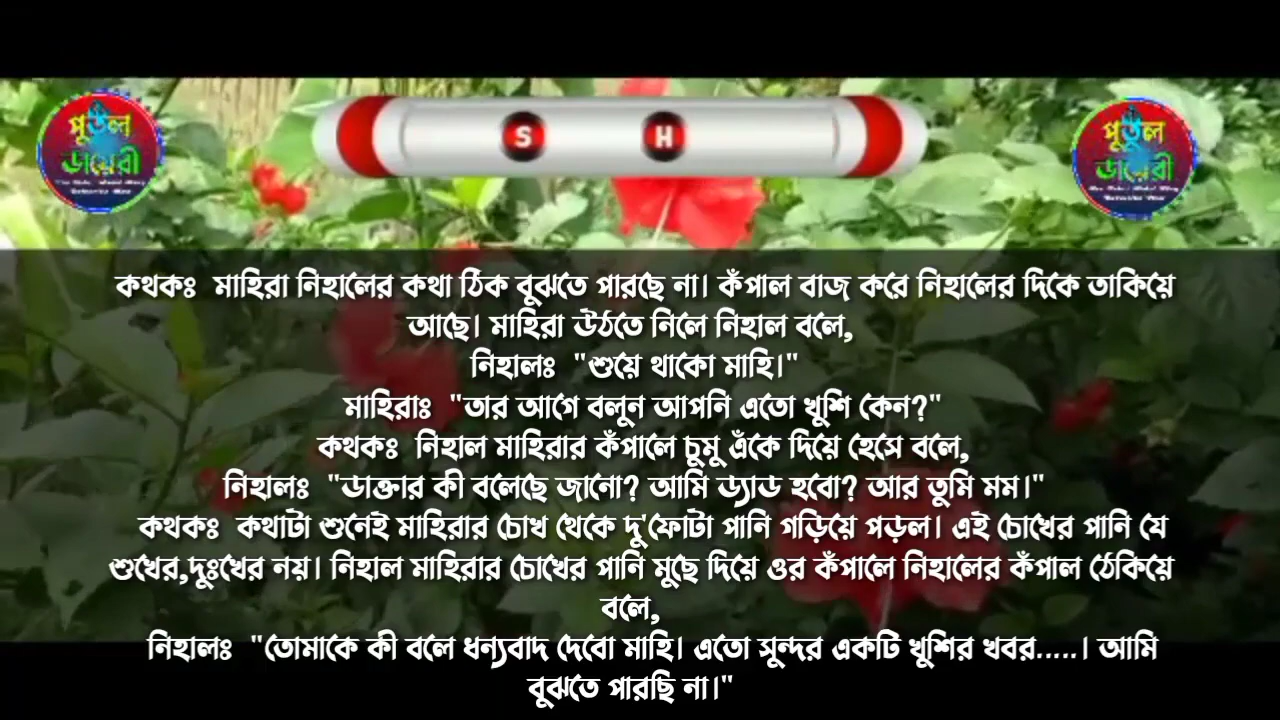 পুতুল
ডায়েরী
S H
পুতুল
ডায়েরী
কথকঃ মাহিরা নিহালের কথা ঠিক বুঝতে পারছে না। কঁপাল বাজ করে নিহালের দিকে তাকিয়ে
আছে। মাহিরা উঠতে নিলে নিহাল বলে,
নিহালঃ "শুয়ে থাকো মাহি।"
মাহিরাঃ "তার আগে বলুন আপনি এতো খুশি কেন?"
কথকঃ নিহাল মাহিরার কঁপালে চুমু এঁকে দিয়ে হেসে বলে,
নিহালঃ "ডাক্তার কী বলেছে জানো? আমি ড্যাড হবো? আর তুমি মম।"
কথকঃ কথাটা শুনেই মাহিরার চোখ থেকে দু'ফোটা পানি গড়িয়ে পড়ল। এই চোখের পানি যে
শুখের,দুঃখের নয়। নিহাল মাহিরার চোখের পানি মুছে দিয়ে ওর কঁপালে নিহালের কঁপাল ঠেকিয়ে
বলে,
নিহালঃ "তোমাকে কী বলে ধন্যবাদ দেবো মাহি। এতো সুন্দর একটি খুশির খবর.....। আমি
বুঝতে পারছি না।"